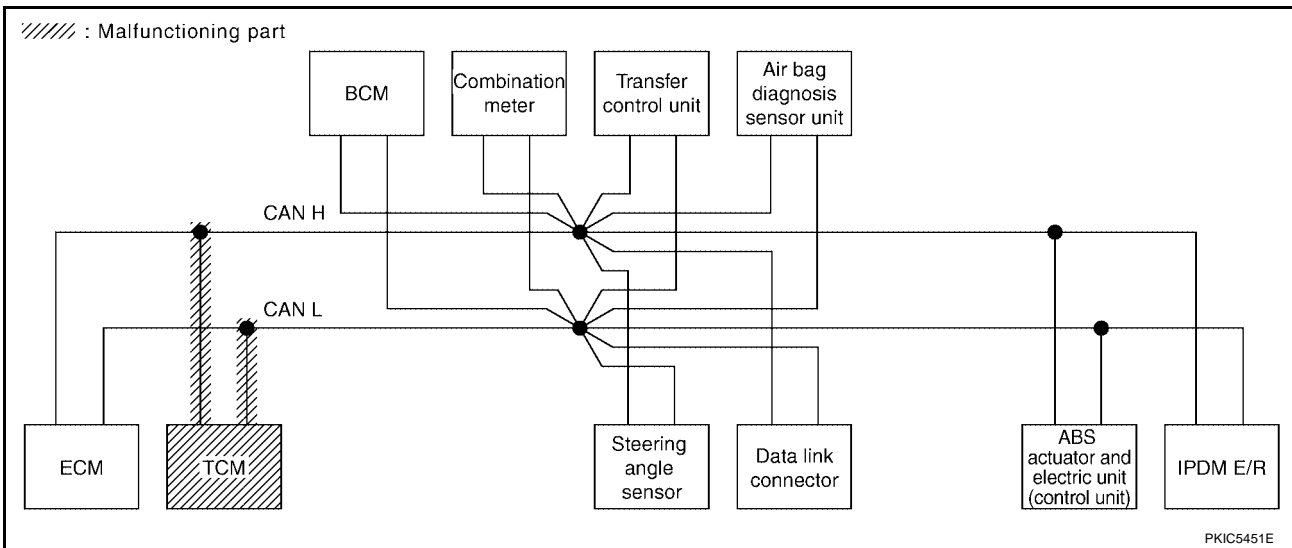 : Malfunctioning part
BCM
Combination
meter
Transfer
control unit
Air bag
diagnosis
sensor unit
CAN H
CAN L
ECM
TCM
Steering
angle
sensor
Data link
connector
ABS
actuator and
electric unit
(control unit)
IPDM E/R
PKIC5451E